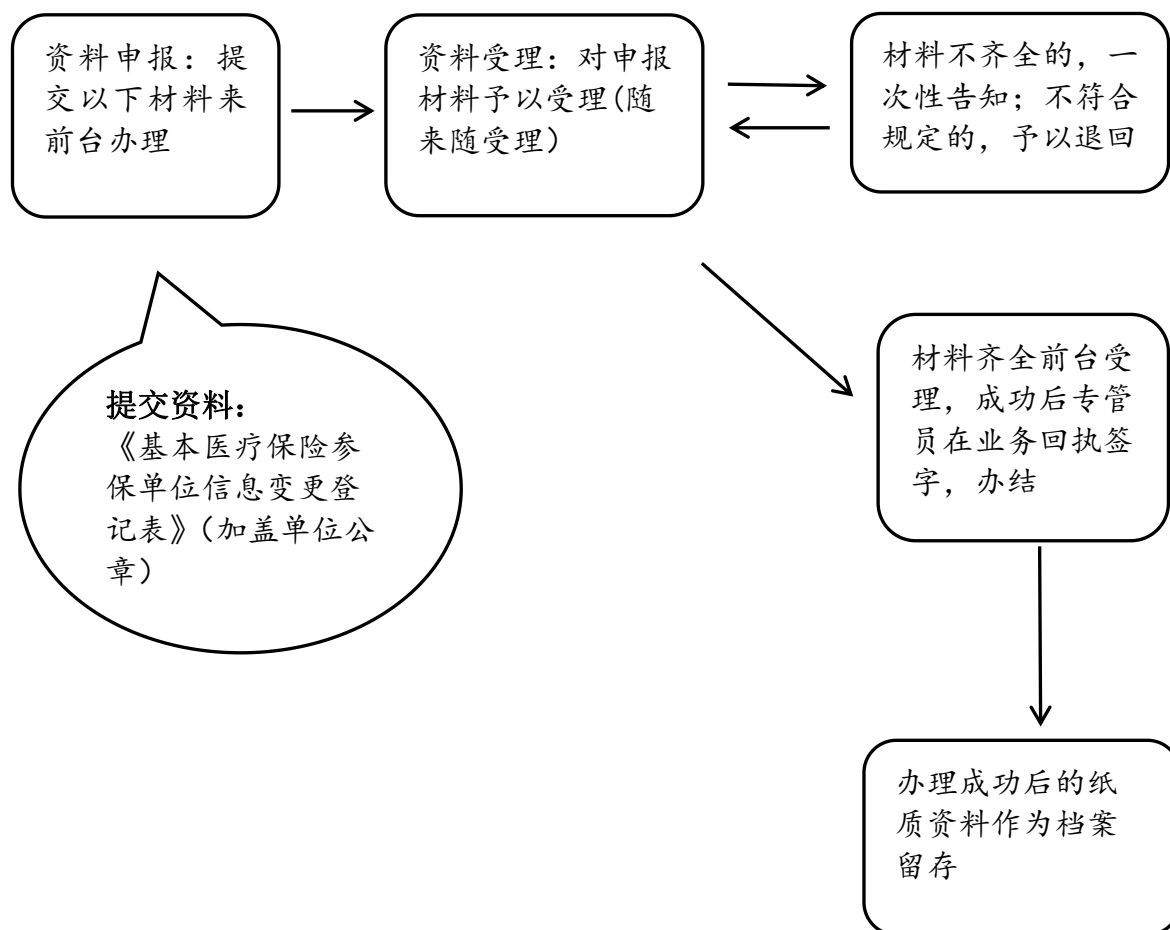 资料申报：提
交以下材料来
前台办理
资料受理：对申报
材料予以受理(随
来随受理）
材料不齐全的，一
次性告知；不符合
规定的，予以退回
提交资料：
《基本医疗保险参
保单位信息变更登
记表》（加盖单位公
章）
材料齐全前台受
理，成功后专管
员在业务回执签
字，办结
办理成功后的纸
质资料作为档案
留存